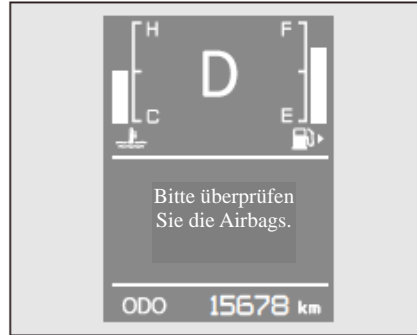 H F
D
C E
Bitte überprüfen
Sie die Airbags.
ODO 15678 km